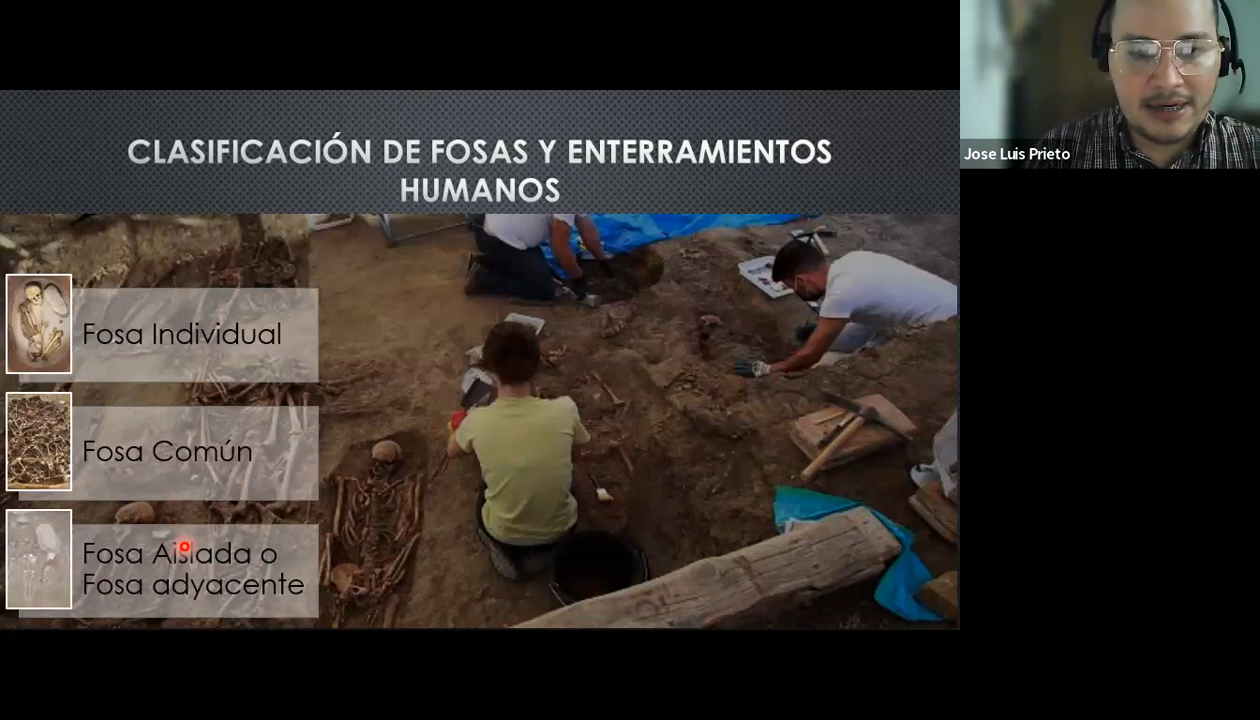 CLASIFICACIÓN DE FOSAS Y ENTERRAMIENTOS
HUMANOS
Jose Luis Prieto
Fosa Individual
Fosa Común
Fosa Aislada o
Fosa adyacente